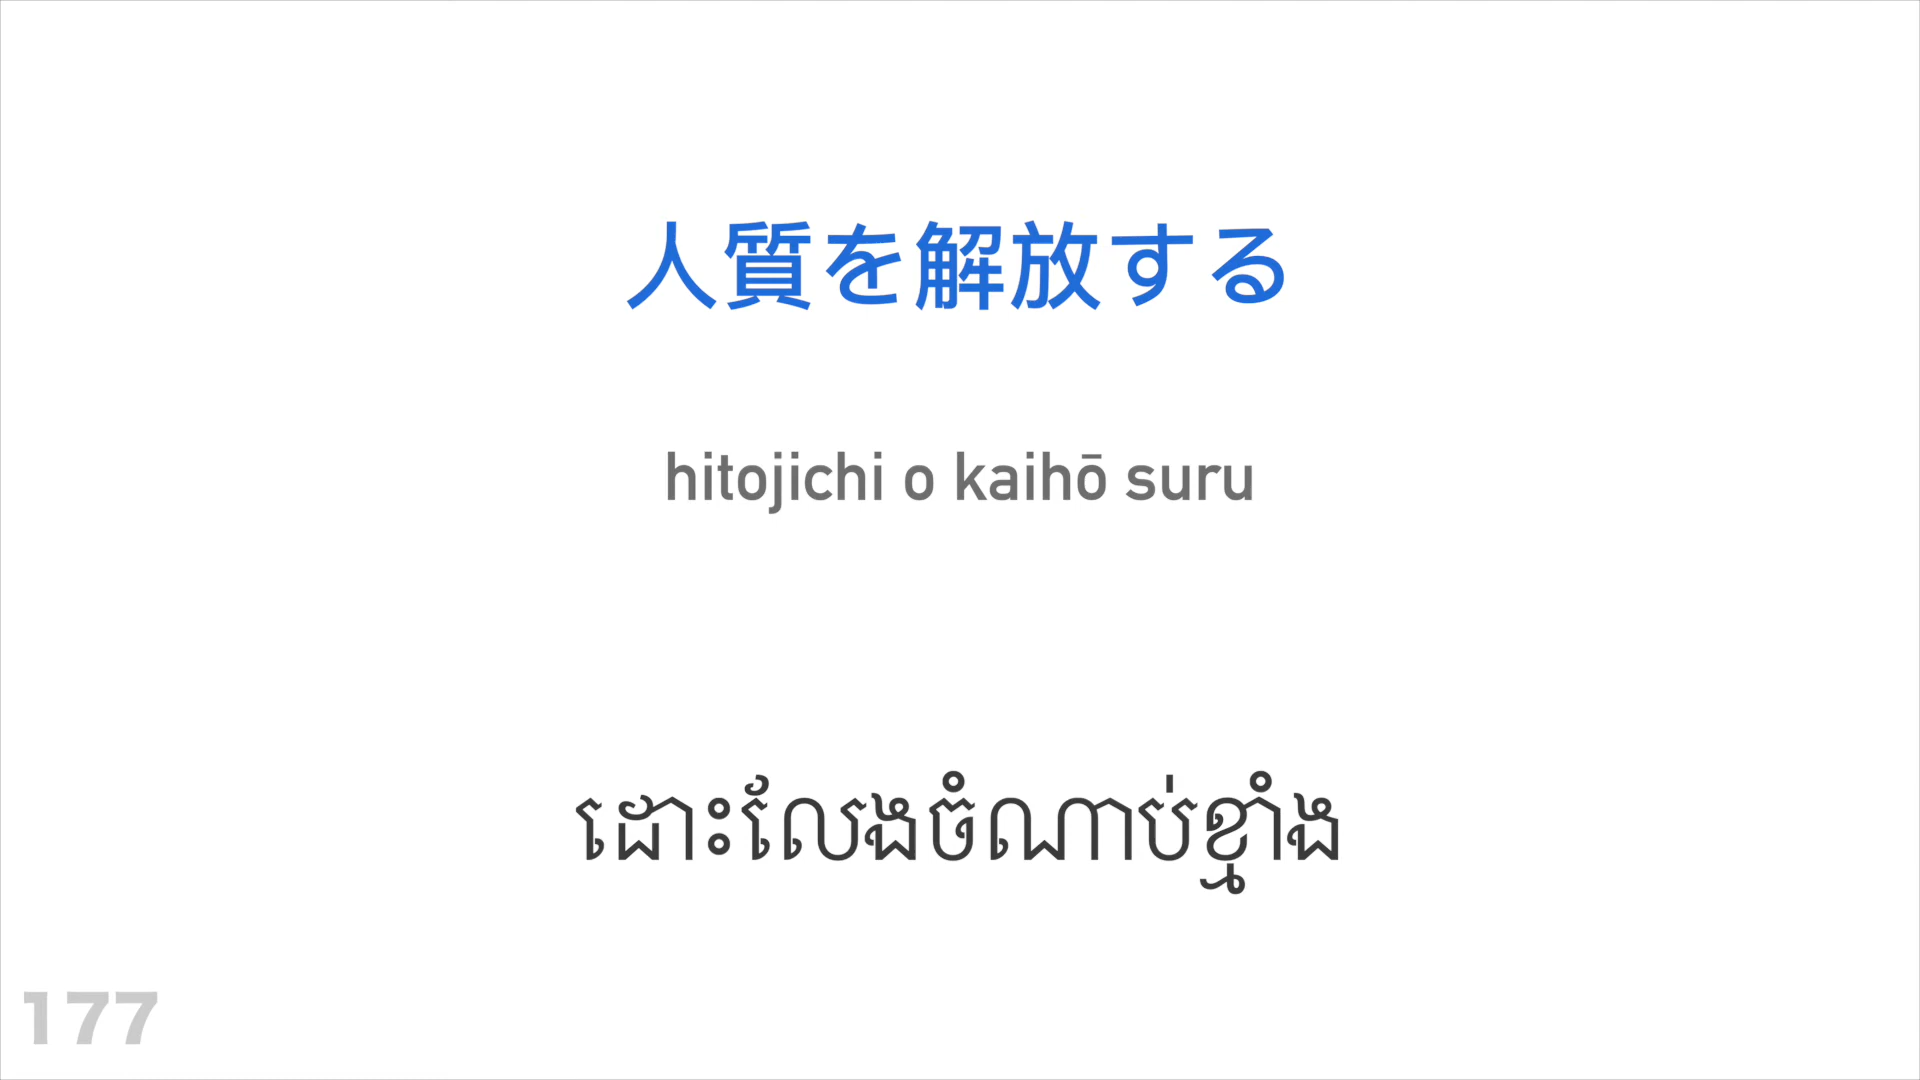 人質を解放する
hitojichi o kaihō suru
ដោះលែងចំណាប់ខ្មាំង
177